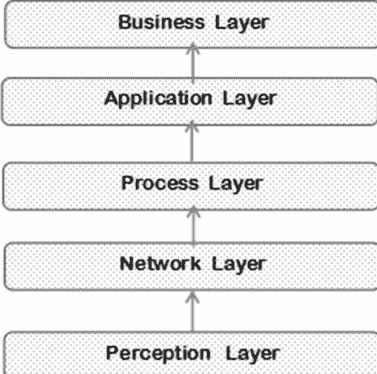 Business Layer
Application Layer
Process Layer
Network Layer
Perception Layer